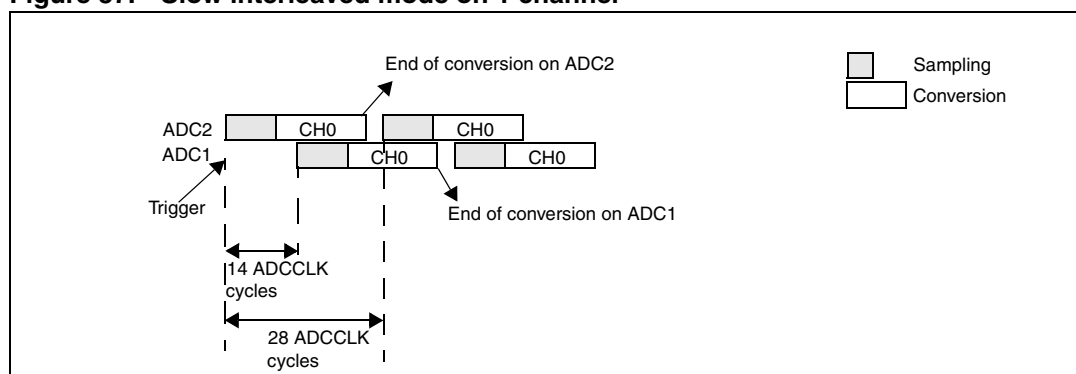 Figure 37. Slow interleaved mode on 1 channel
End of conversion on ADC2
Sampling
Conversion
ADC2
CH0
CH0
ADC1
CH0
CH0
Trigger
End of conversion on ADC1
14 ADCCLK
cycles
28 ADCCLK
cycles